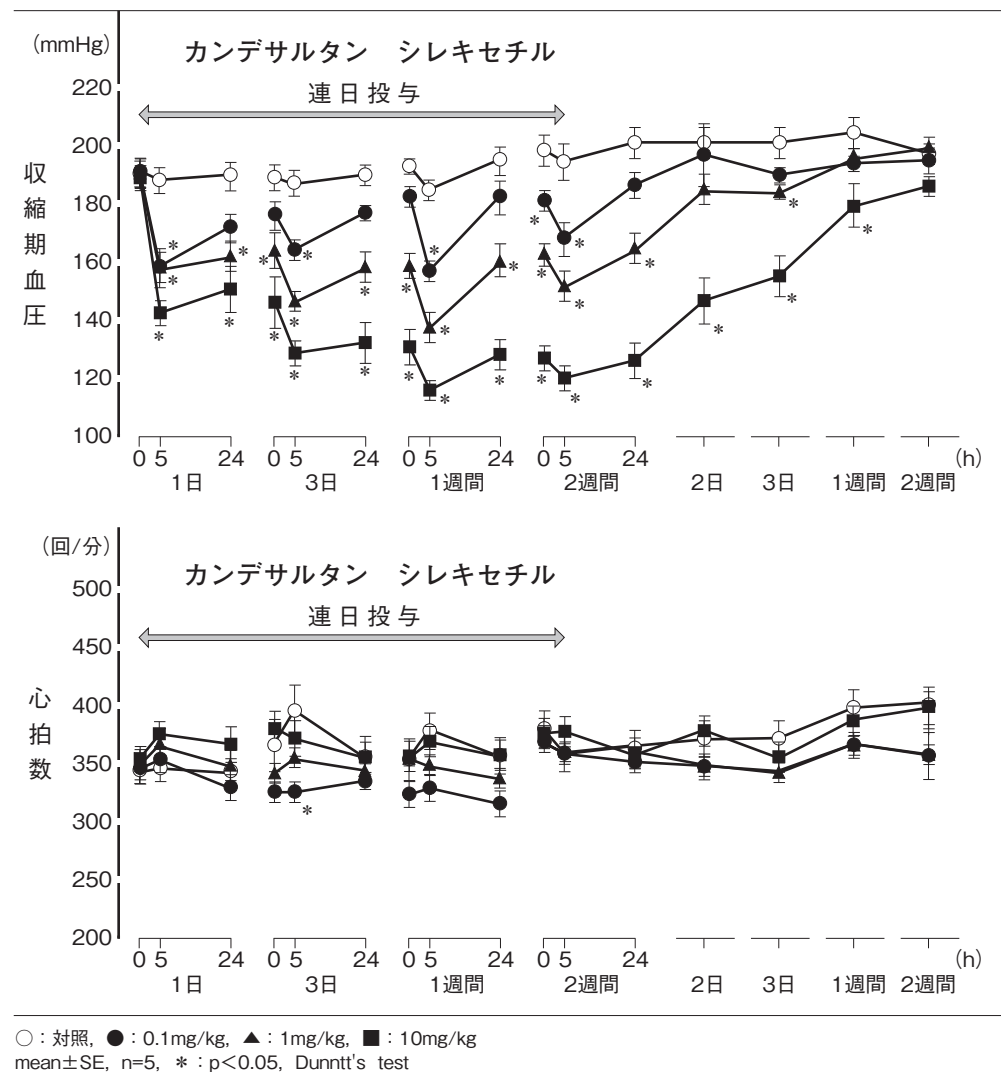 (mmHg)
カンデサルタン シレキセチル
連日投与
収縮期血圧
220
200
180
160
140
120
100
* * * * *
* * * * * * *
* * * * * * * *
* * * * * * * *
* * * *
0 5 24 0 5 24 0 5 24 0 5 24 (h)
1日 3日 1週間 2週間 2日 3日 1週間 2週間
(回/分)
カンデサルタン シレキセチル
連日投与
心拍数
500
450
400
350
300
250
200
*
0 5 24 0 5 24 0 5 24 0 5 24 (h)
1日 3日 1週間 2週間 2日 3日 1週間 2週間
○：対照, ●：0.1mg/kg, ▲：1mg/kg, ■：10mg/kg
mean±SE, n=5, ＊：p＜0.05, Dunntt's test